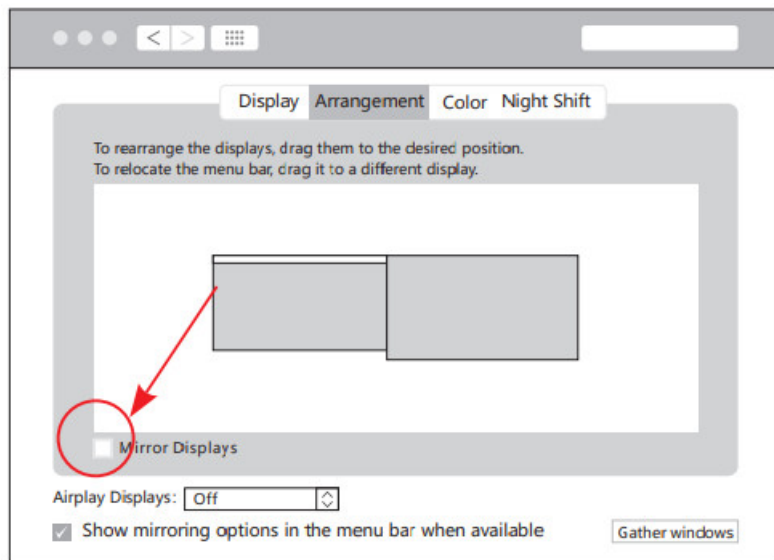 Display Arrangement Color Night Shift
To rearrange the displays, drag them to the desired position.
To relocate the menu bar, drag it to a different display.
Mirror Displays
Airplay Displays: Off
Show mirroring options in the menu bar when available Gather windows